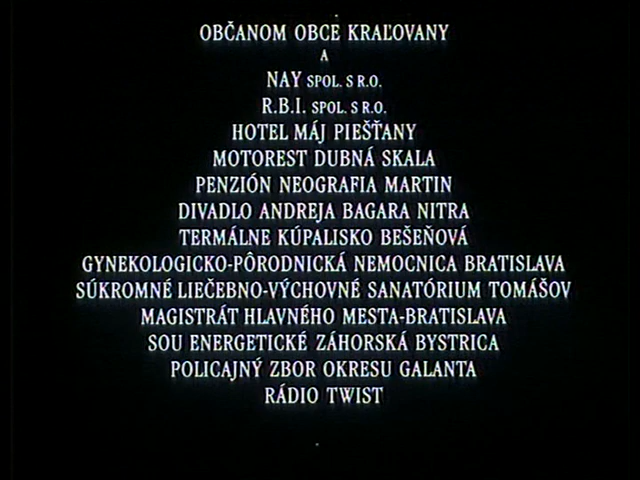 OBČANOM OBCE KRAĽOVANY
A
NAY SPOL. S R.O.
R.B.I. SPOL. S R.O.
HOTEL MÁJ PIEŠŤANY
MOTOREST DUBNÁ SKALA
PENZIÓN NEOGRAFIA MARTIN
DIVADLO ANDREJA BAGARA NITRA
TERMÁLNE KÚPALISKO BEŠEŇOVÁ
GYNEKOLOGICKO-PÔRODNICKÁ NEMOCNICA BRATISLAVA
SÚKROMNÉ LIEČEBNO-VÝCHOVNÉ SANATÓRIUM TOMÁŠOV
MAGISTRÁT HLAVNÉHO MESTA-BRATISLAVA
SOU ENERGETICKÉ ZÁHORSKÁ BYSTRICA
POLICAJNÝ ZBOR OKRESU GALANTA
RÁDIO TWIST